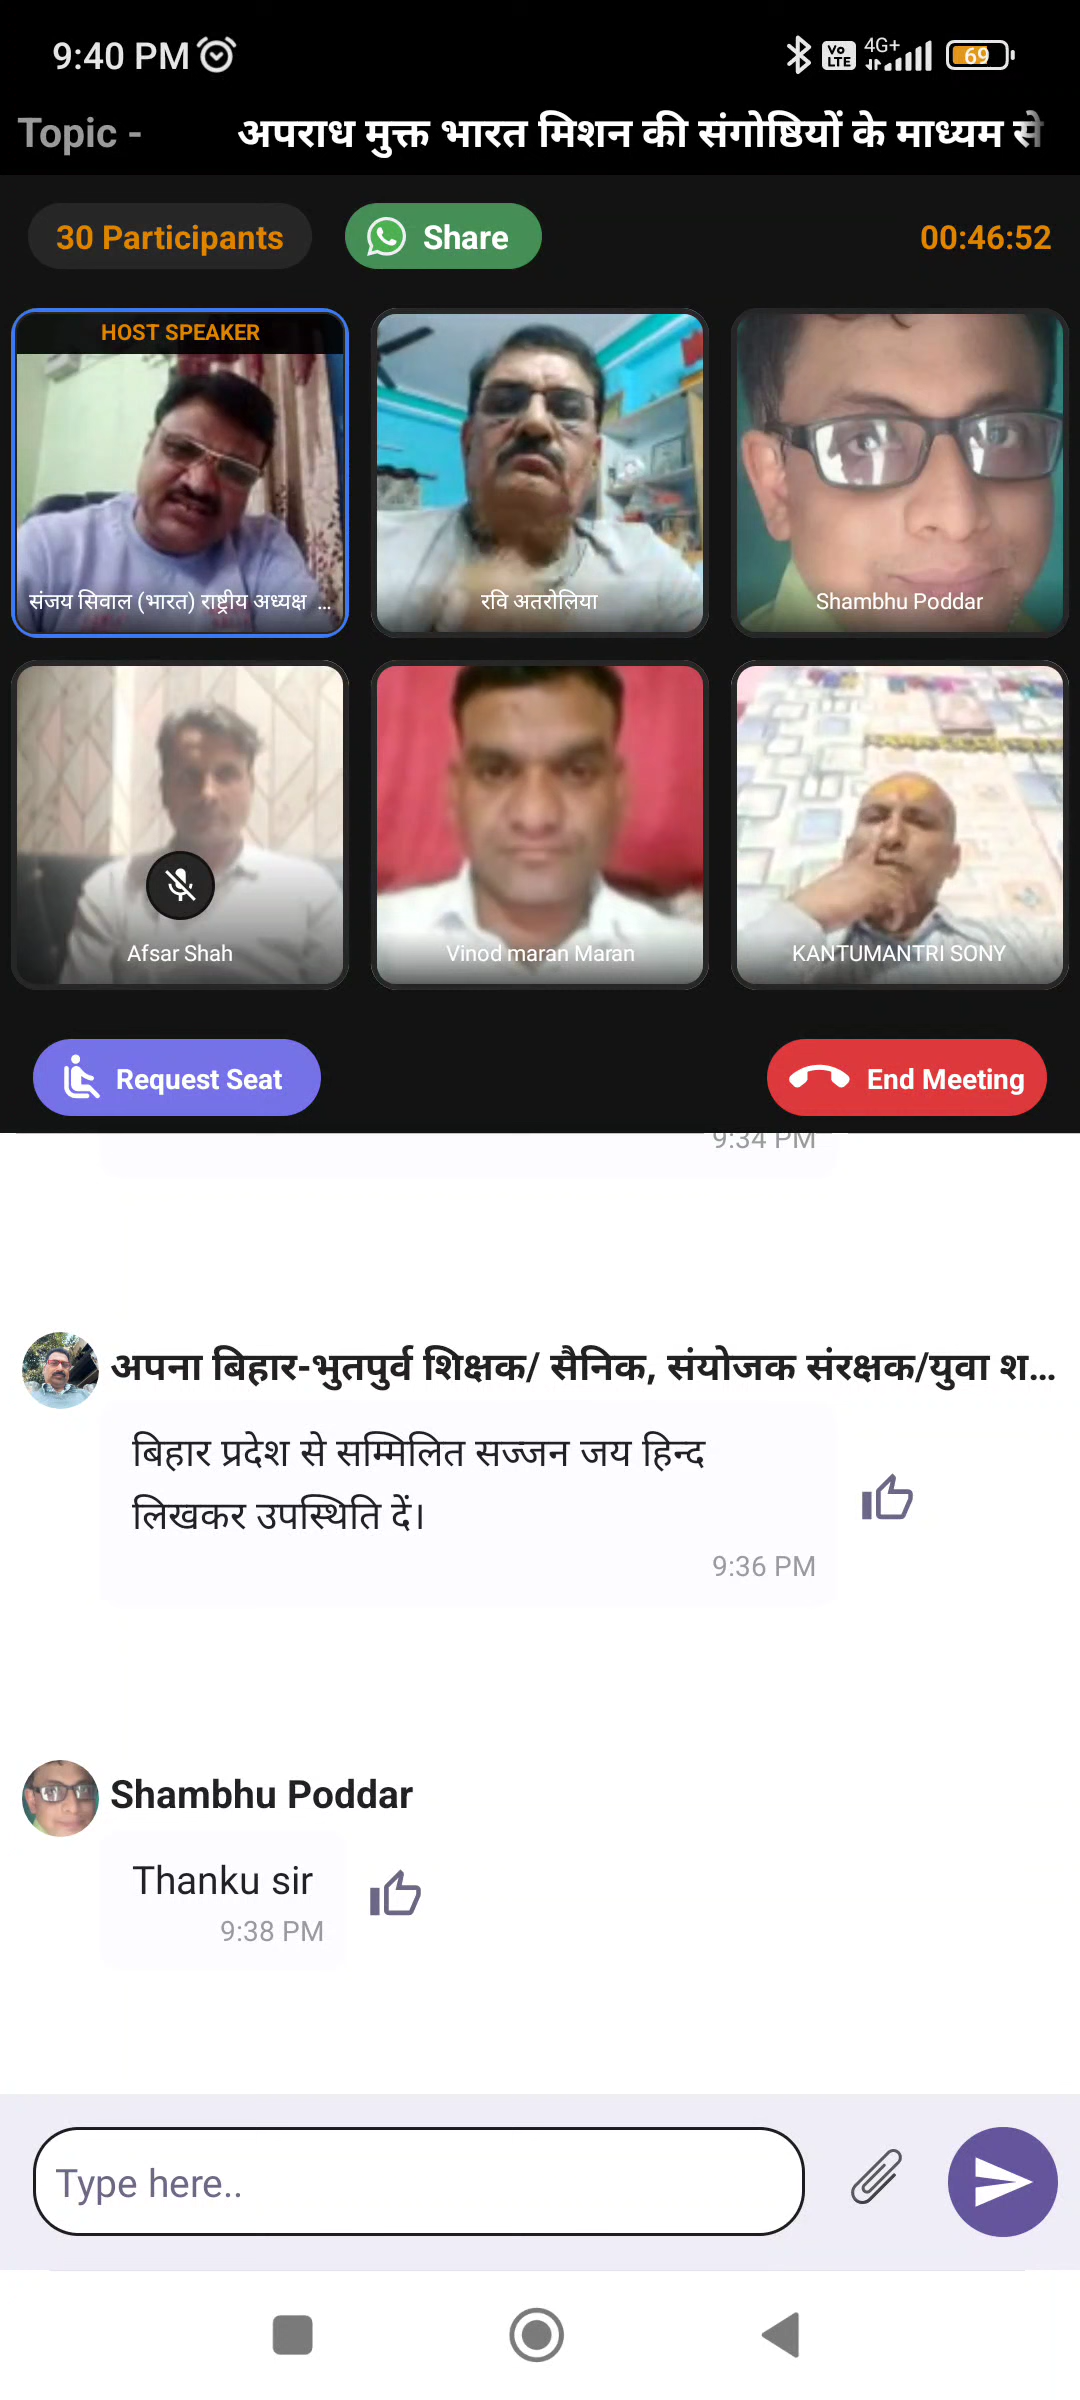 9:40 PM
Vo LTE 4G+ 69
Topic - अपराध मुक्त भारत मिशन की संगोष्ठियों के माध्यम से
30 Participants Share 00:46:52
HOST SPEAKER
संजय सिवाल (भारत) राष्ट्रीय अध्यक्ष ...
रवि अतरोलिया
Shambhu Poddar
Afsar Shah
Vinod maran Maran
KANTUMANTRI SONY
Request Seat End Meeting
9:34 PM
अपना बिहार-भुतपुर्व शिक्षक/ सैनिक, संयोजक संरक्षक/युवा श...
बिहार प्रदेश से सम्मिलित सज्जन जय हिन्द
लिखकर उपस्थिति दें।
9:36 PM
Shambhu Poddar
Thanku sir
9:38 PM
Type here..